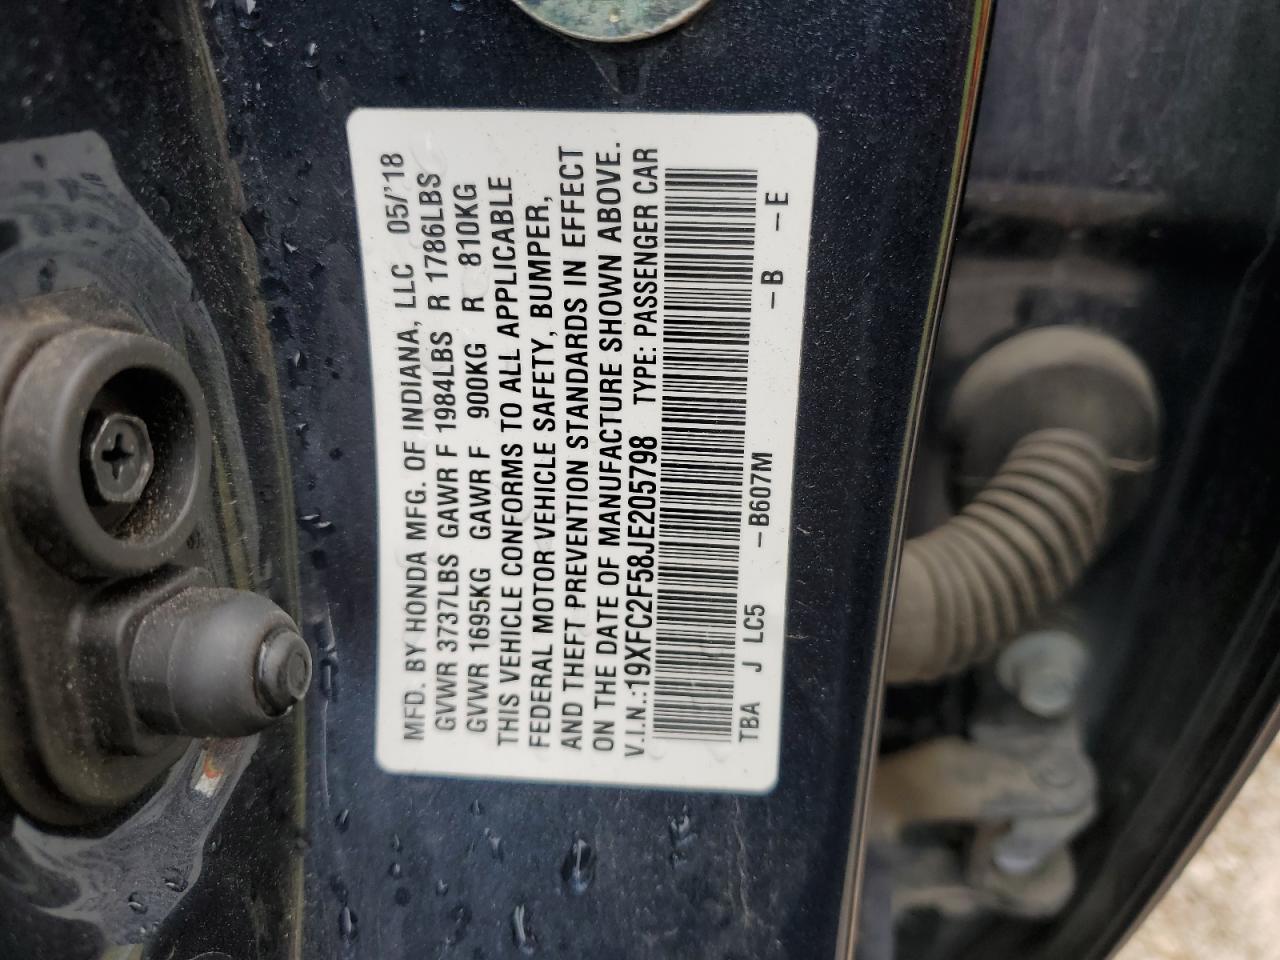 MFD. BY HONDA MFG. OF INDIANA, LLC 05/'18
GVWR 3737LBS GAWR F 1984LBS R 1786LBS
GVWR 1695KG GAWR F 900KG R 810KG
THIS VEHICLE CONFORMS TO ALL APPLICABLE
FEDERAL MOTOR VEHICLE SAFETY, BUMPER,
AND THEFT PREVENTION STANDARDS IN EFFECT
ON THE DATE OF MANUFACTURE SHOWN ABOVE.
V.I.N.:19XFC2F58JE205798 TYPE: PASSENGER CAR
TBA J LC5 -B607M -B -E